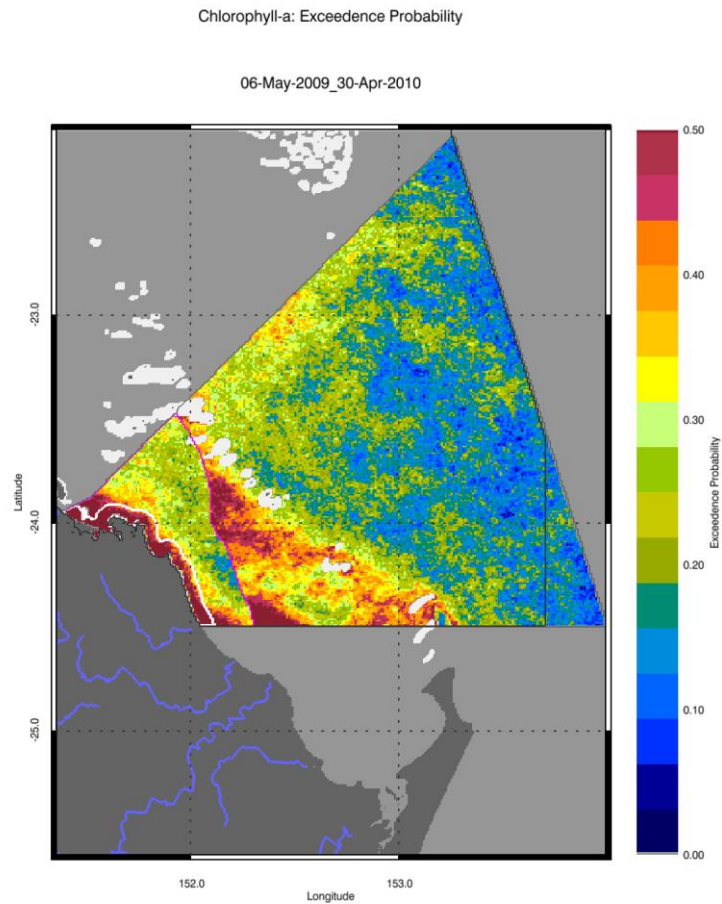 Chlorophyll-a: Exceedence Probability
06-May-2009_30-Apr-2010
0.50
0.40
-23.0
0.30
Latitude
Exceedence Probability
-24.0
0.20
0.10
-25.0
0.00
152.0
153.0
Longitude